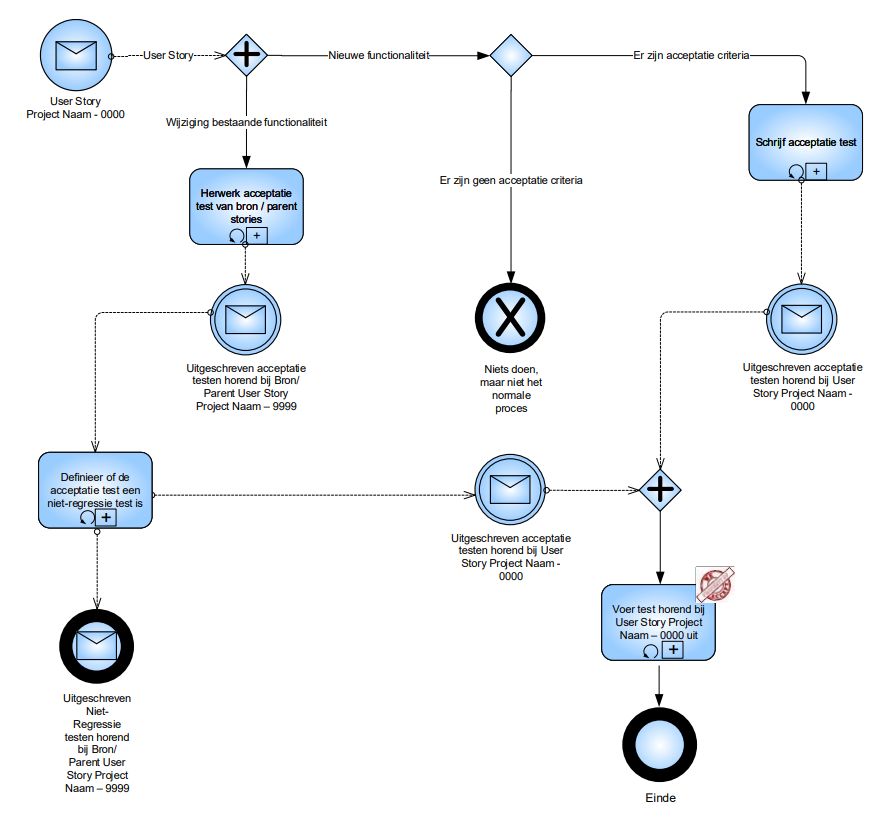 User Story
Nieuwe functionaliteit
Er zijn acceptatie criteria
User Story
Project Naam - 0000
Wijziging bestaande functionaliteit
Schrijf acceptatie test
+
Er zijn geen acceptatie criteria
Herwerk acceptatie
test van bron / parent
stories
+
X
Uitgeschreven acceptatie
testen horend bij Bron/
Parent User Story
Project Naam – 9999
Niets doen,
maar niet het
normale
proces
Uitgeschreven acceptatie
testen horend bij User
Story Project Naam -
0000
Definieer of de
acceptatie test een
niet-regressie test is
+
Uitgeschreven acceptatie
testen horend bij User
Story Project Naam -
0000
Voer test horend bij
User Story Project
Naam – 0000 uit
+
Uitgeschreven
Niet-
Regressie
testen horend
bij Bron/
Parent User
Story Project
Naam – 9999
Einde